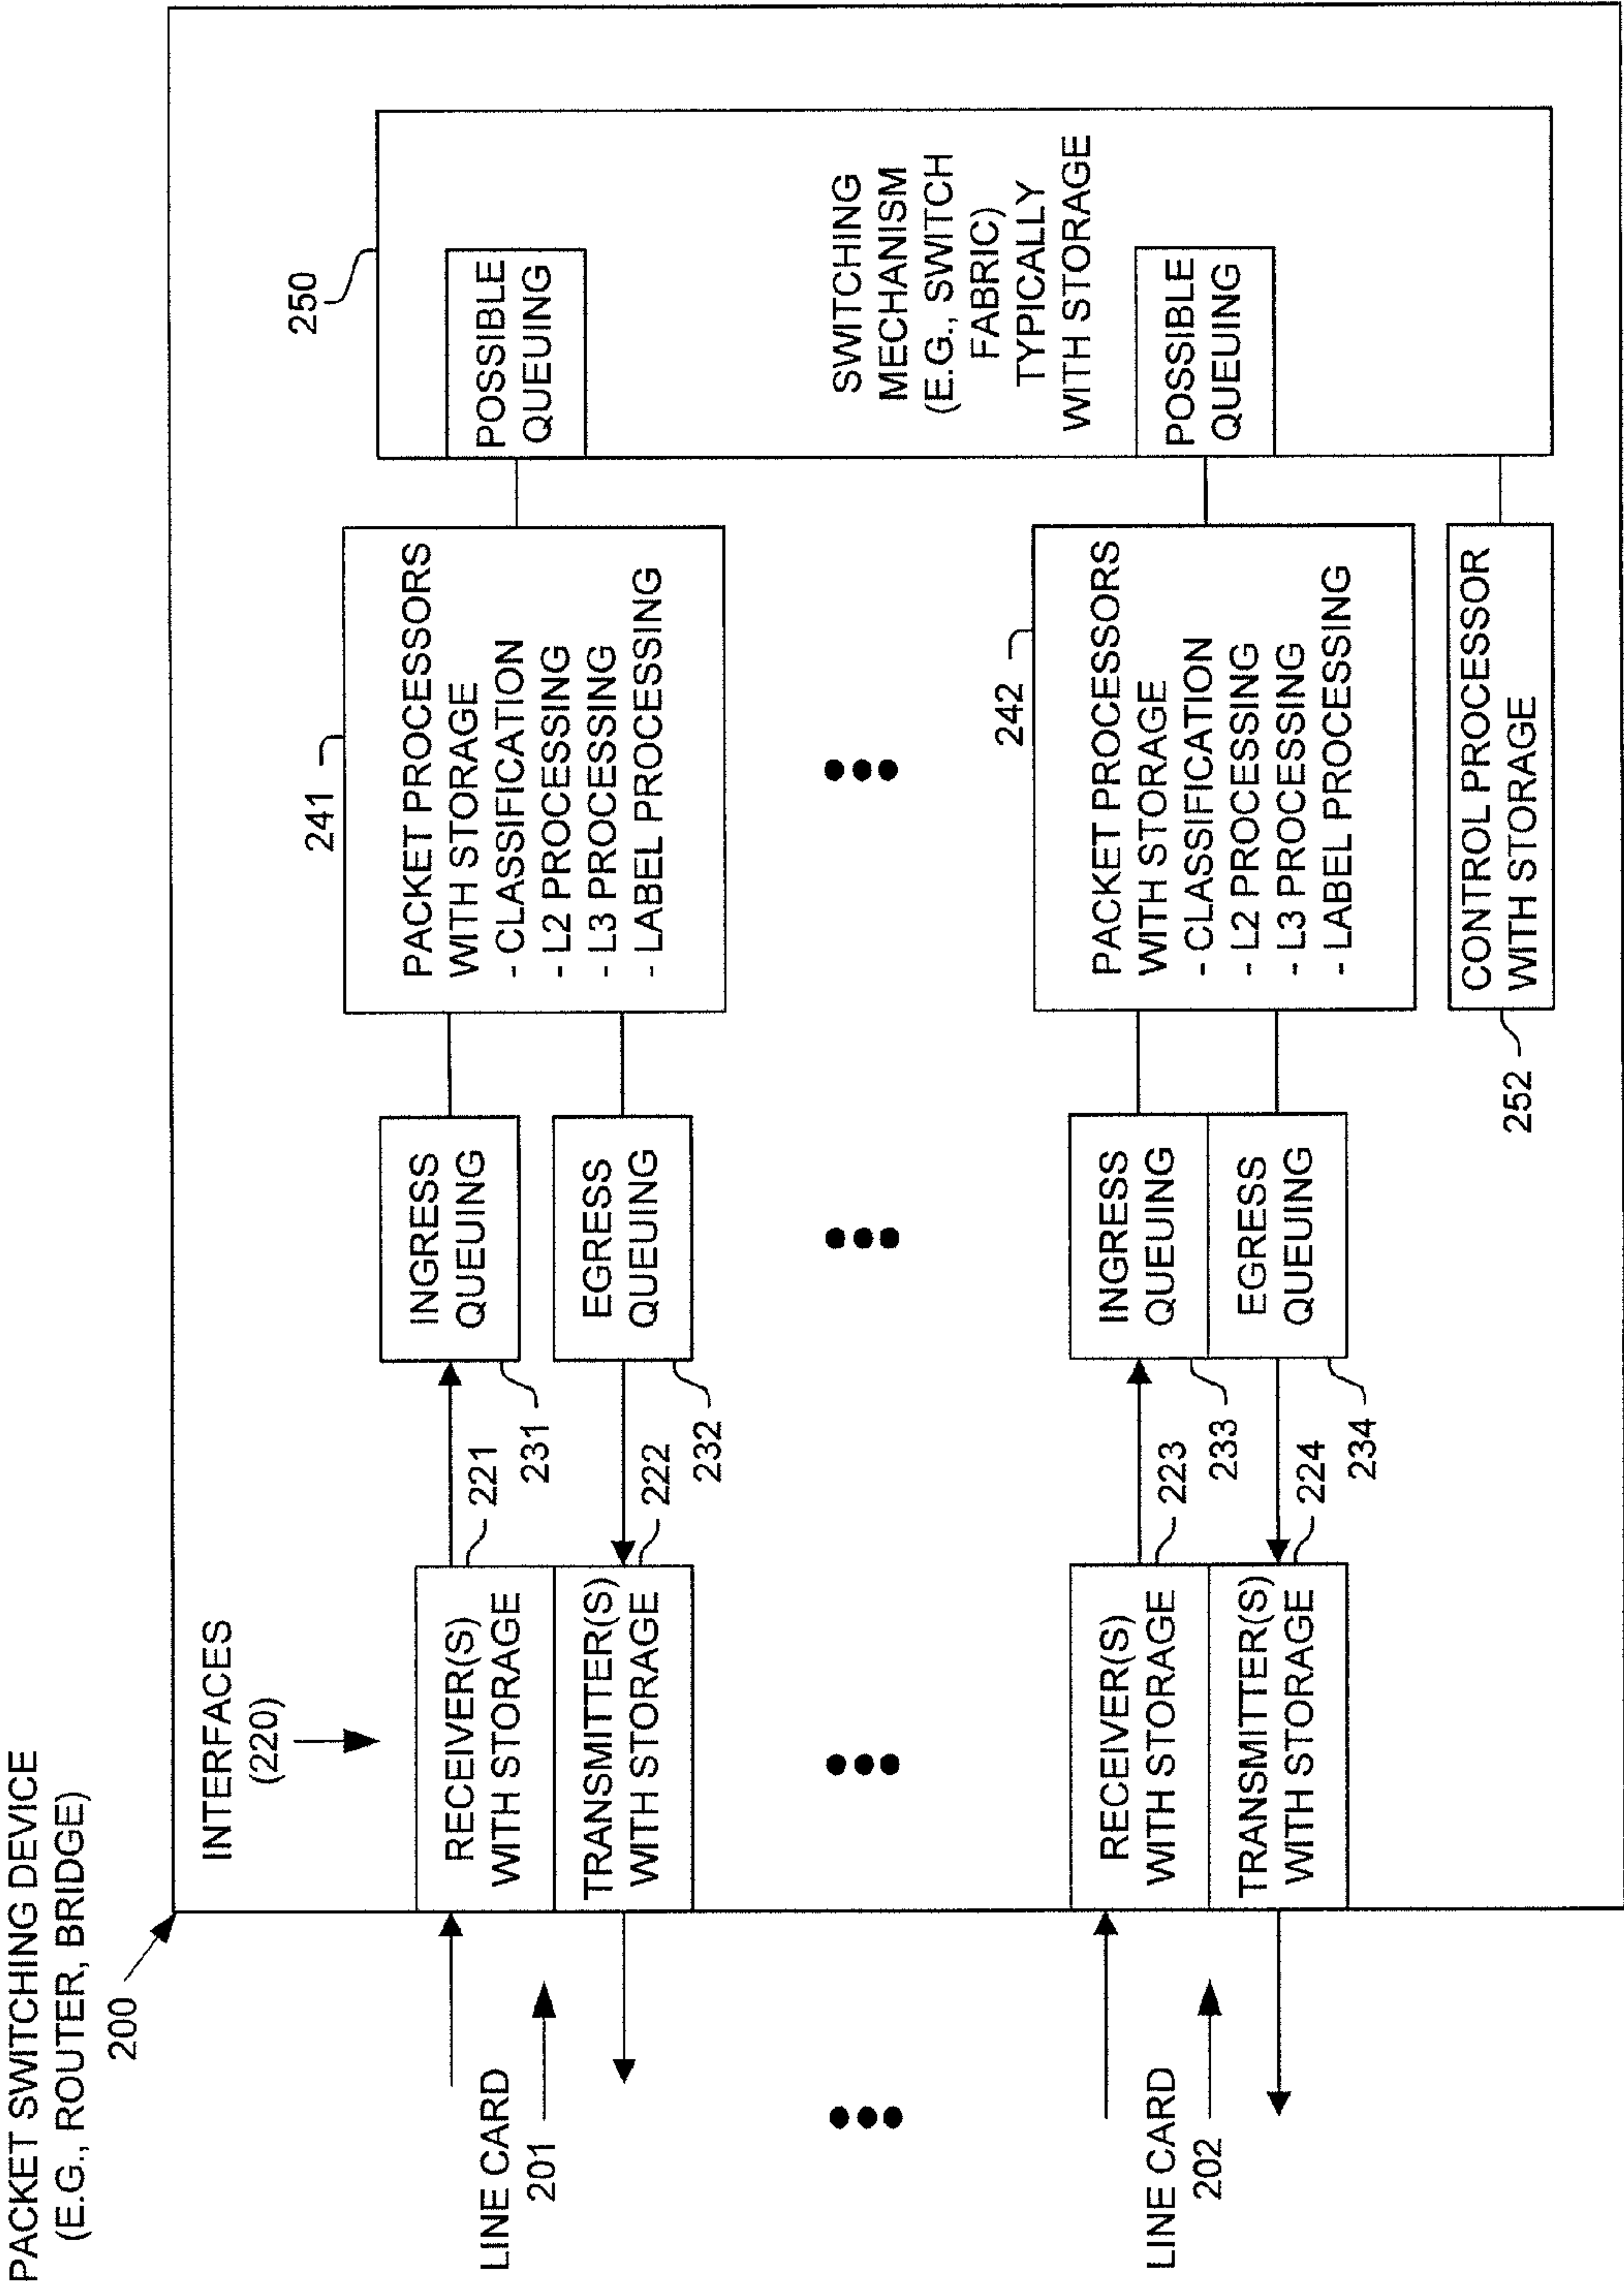 PACKET SWITCHING DEVICE
(E.G., ROUTER, BRIDGE)
200
INTERFACES
(220)
LINE CARD
201
RECEIVER(S)
WITH STORAGE
221
TRANSMITTER(S)
WITH STORAGE
222
INGRESS
QUEUING
231
EGRESS
QUEUING
232
241
PACKET PROCESSORS
WITH STORAGE
- CLASSIFICATION
- L2 PROCESSING
- L3 PROCESSING
- LABEL PROCESSING
250
POSSIBLE
QUEUING
SWITCHING
MECHANISM
(E.G., SWITCH
FABRIC)
TYPICALLY
WITH STORAGE
POSSIBLE
QUEUING
LINE CARD
202
RECEIVER(S)
WITH STORAGE
223
TRANSMITTER(S)
WITH STORAGE
224
INGRESS
QUEUING
233
EGRESS
QUEUING
234
242
PACKET PROCESSORS
WITH STORAGE
- CLASSIFICATION
- L2 PROCESSING
- L3 PROCESSING
- LABEL PROCESSING
CONTROL PROCESSOR
WITH STORAGE
252